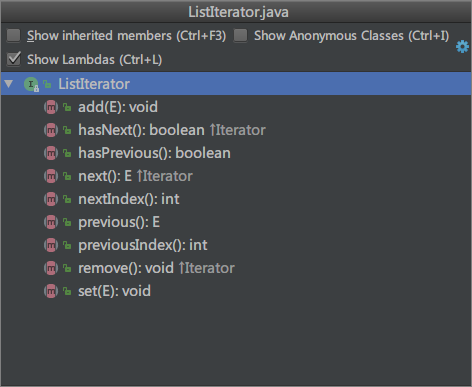 ListIterator.java
Show inherited members (Ctrl+F3) Show Anonymous Classes (Ctrl+I)
Show Lambdas (Ctrl+L)
I ListIterator
m add(E): void
m hasNext(): boolean ↑Iterator
m hasPrevious(): boolean
m next(): E ↑Iterator
m nextIndex(): int
m previous(): E
m previousIndex(): int
m remove(): void ↑Iterator
m set(E): void